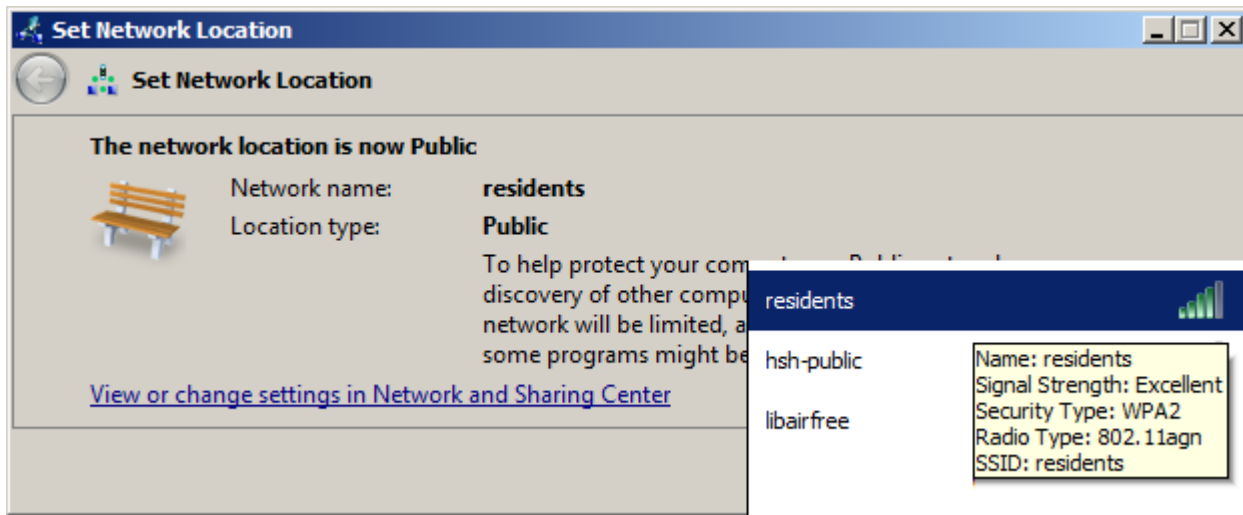 Set Network Location
Set Network Location
The network location is now Public
Network name: residents
Location type: Public
To help protect your com
discovery of other compu
network will be limited, a
some programs might be
View or change settings in Network and Sharing Center
residents
hsh-public
libairfree
Name: residents
Signal Strength: Excellent
Security Type: WPA2
Radio Type: 802.11agn
SSID: residents